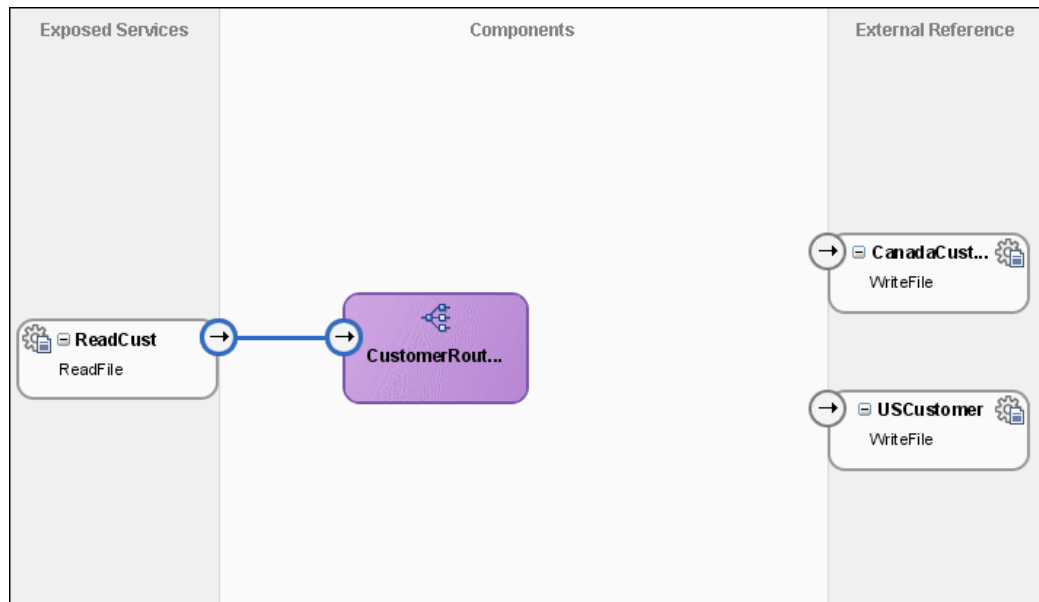 Exposed Services
Components
External Reference
ReadCust
ReadFile
CustomerRout...
CanadaCust...
WriteFile
USCustomer
WriteFile